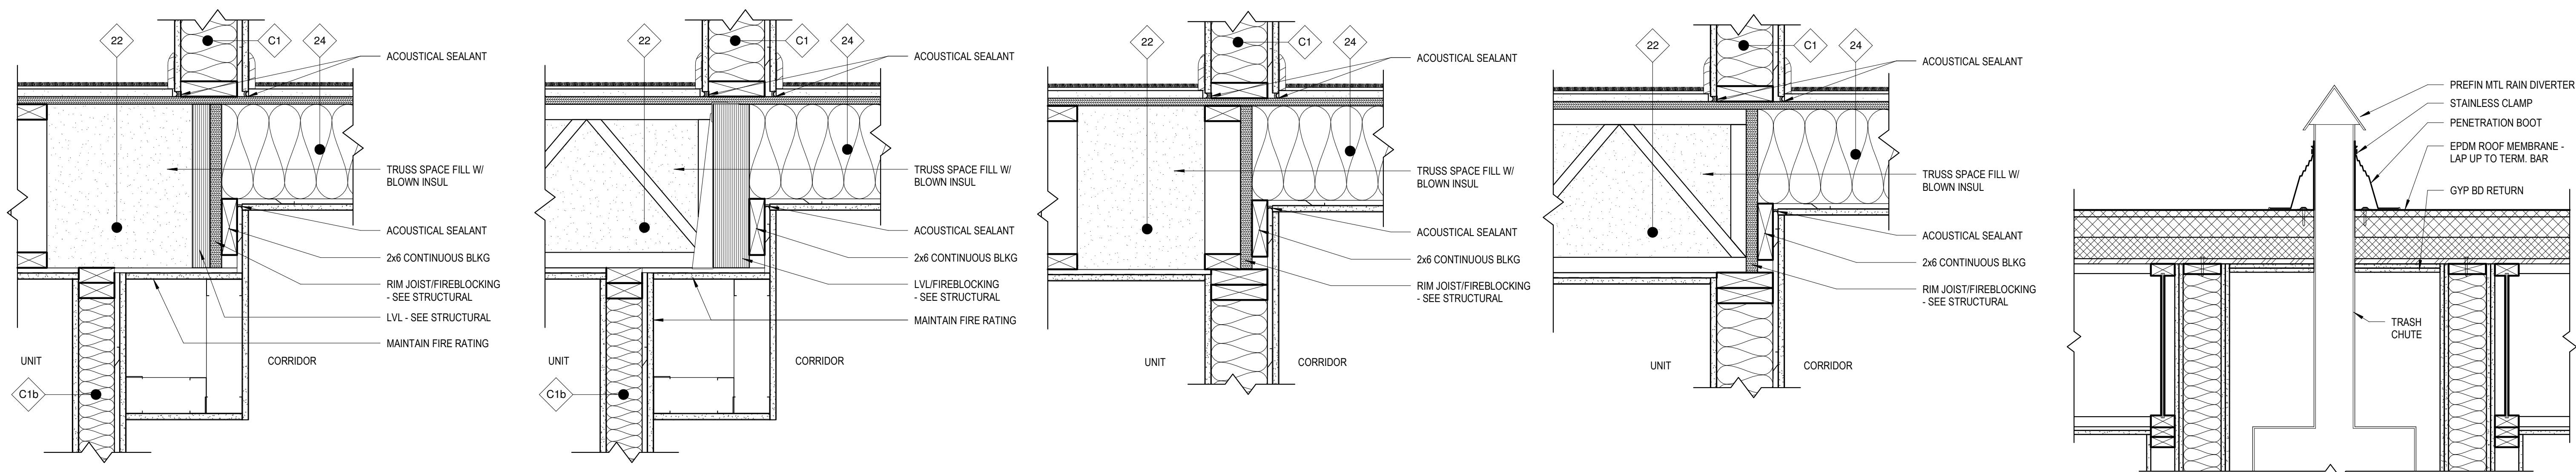 22
C1
24
ACOUSTICAL SEALANT
TRUSS SPACE FILL W/
BLOWN INSUL
ACOUSTICAL SEALANT
2x6 CONTINUOUS BLKG
RIM JOIST/FIREBLOCKING
- SEE STRUCTURAL
LVL - SEE STRUCTURAL
MAINTAIN FIRE RATING
UNIT
CORRIDOR
C1b
22
C1
24
ACOUSTICAL SEALANT
TRUSS SPACE FILL W/
BLOWN INSUL
ACOUSTICAL SEALANT
2x6 CONTINUOUS BLKG
LVL/FIREBLOCKING
- SEE STRUCTURAL
MAINTAIN FIRE RATING
UNIT
CORRIDOR
C1b
22
C1
24
ACOUSTICAL SEALANT
TRUSS SPACE FILL W/
BLOWN INSUL
ACOUSTICAL SEALANT
2x6 CONTINUOUS BLKG
RIM JOIST/FIREBLOCKING
- SEE STRUCTURAL
UNIT
CORRIDOR
22
C1
24
ACOUSTICAL SEALANT
TRUSS SPACE FILL W/
BLOWN INSUL
ACOUSTICAL SEALANT
2x6 CONTINUOUS BLKG
RIM JOIST/FIREBLOCKING
- SEE STRUCTURAL
UNIT
CORRIDOR
PREFIN MTL RAIN DIVERTER
STAINLESS CLAMP
PENETRATION BOOT
EPDM ROOF MEMBRANE -
LAP UP TO TERM. BAR
GYP BD RETURN
TRASH
CHUTE